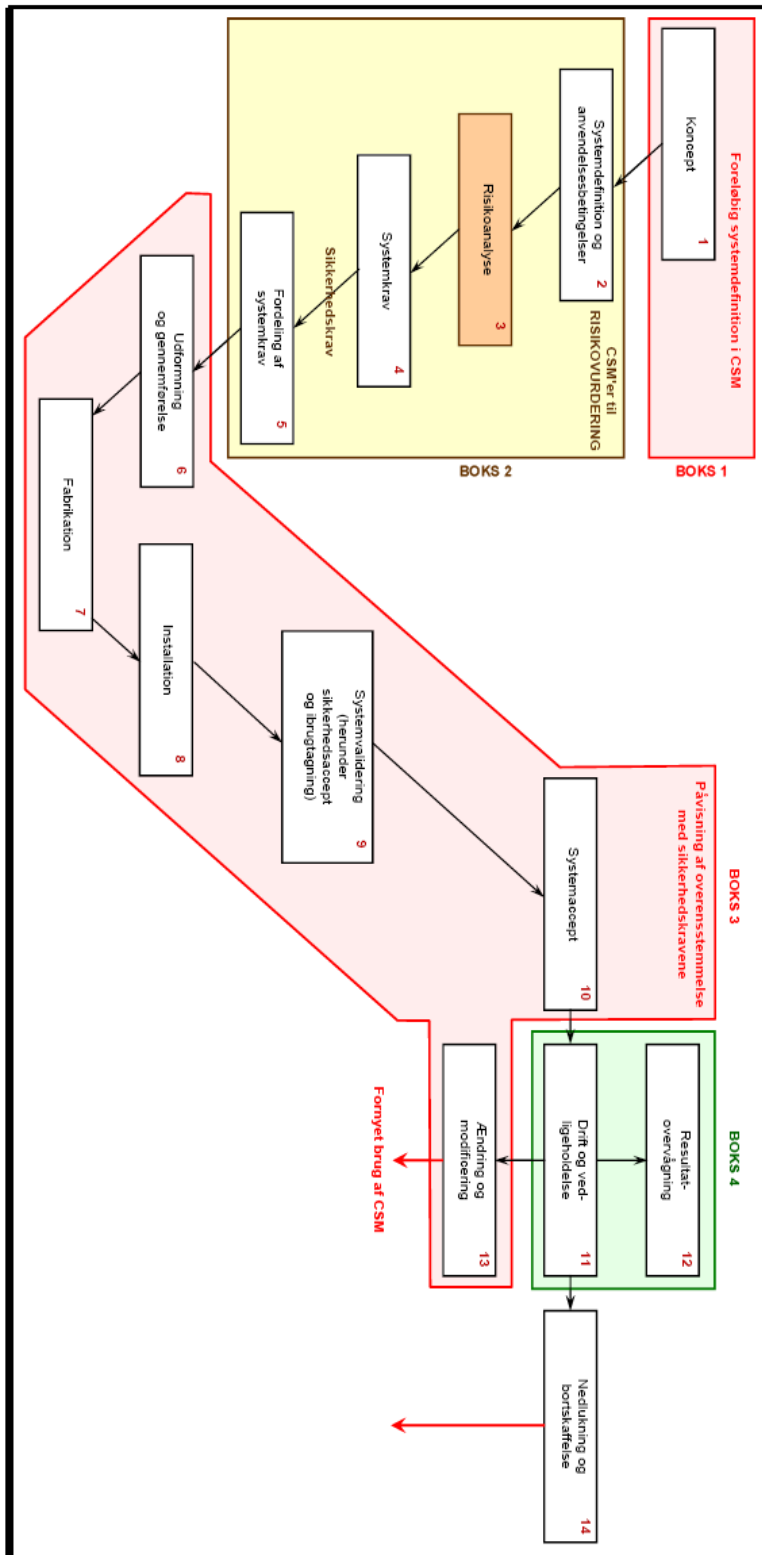 Foreløbig systemdefinition i CSM
BOKS 1
Koncept
1
CSM'er til
RISIKOVURDERING
BOKS 2
Systemdefinition og
anvendelsesbetingelser
2
Risikoanalyse
3
Systemkrav
4
Sikkerhedskrav
Fordeling af
systemkrav
5
BOKS 3
Påvisning af overensstemmelse
med sikkerhedskravene
Udformning
og gennemførelse
6
Fabrikation
7
Installation
8
Systemvalidering
(herunder
sikkerhedsaccept
og ibrugtagning)
9
Systemaccept
10
BOKS 4
Drift og ved-
ligeholdelse
11
Resultat-
overvågning
12
Ændring og
modificering
13
Fornyet brug af CSM
Nedlukning og
bortskaffelse
14